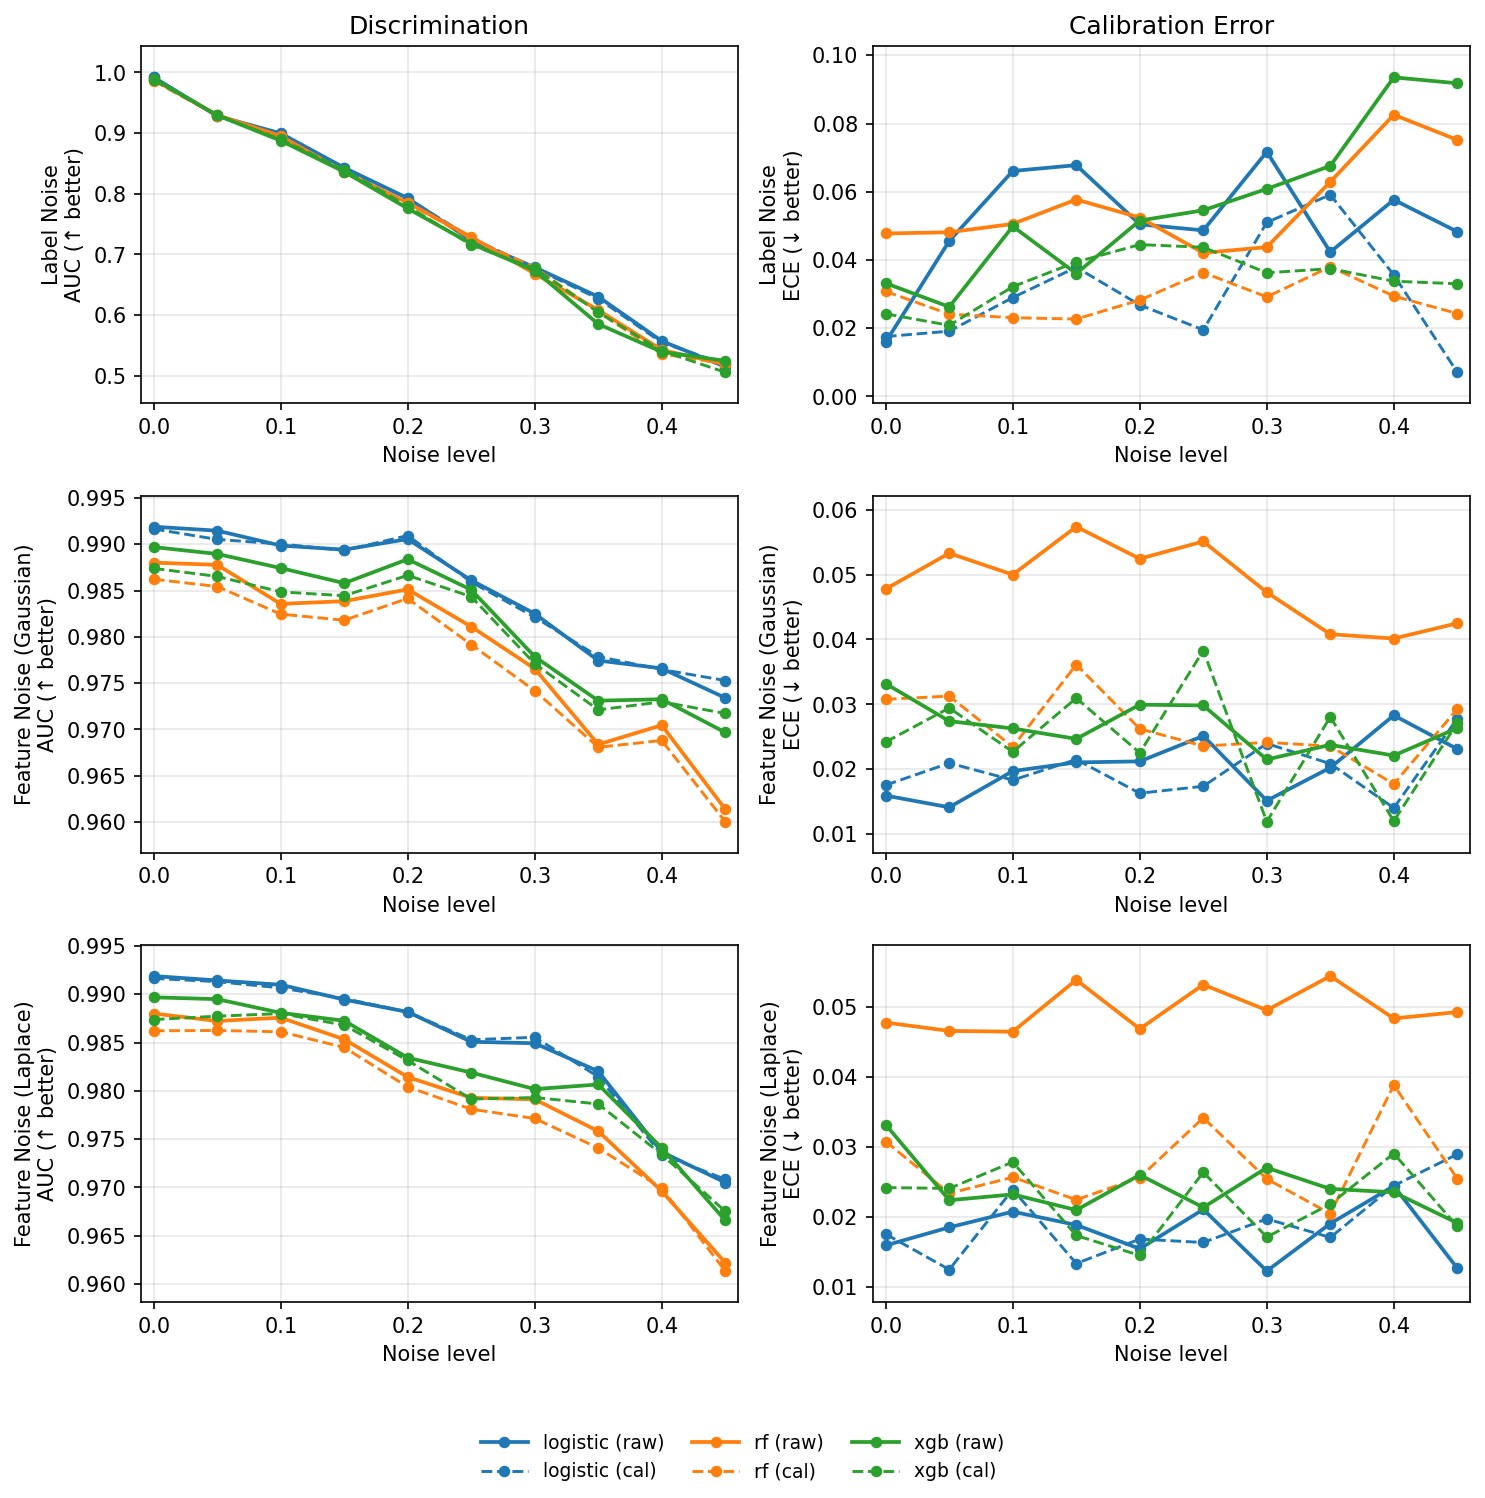 Discrimination
Calibration Error
Label Noise
AUC (↑ better)
1.0
0.9
0.8
0.7
0.6
0.5
0.0 0.1 0.2 0.3 0.4
Noise level
Label Noise
ECE (↓ better)
0.10
0.08
0.06
0.04
0.02
0.00
0.0 0.1 0.2 0.3 0.4
Noise level
Feature Noise (Gaussian)
AUC (↑ better)
0.995
0.990
0.985
0.980
0.975
0.970
0.965
0.960
0.0 0.1 0.2 0.3 0.4
Noise level
Feature Noise (Gaussian)
ECE (↓ better)
0.06
0.05
0.04
0.03
0.02
0.01
0.0 0.1 0.2 0.3 0.4
Noise level
Feature Noise (Laplace)
AUC (↑ better)
0.995
0.990
0.985
0.980
0.975
0.970
0.965
0.960
0.0 0.1 0.2 0.3 0.4
Noise level
Feature Noise (Laplace)
ECE (↓ better)
0.05
0.04
0.03
0.02
0.01
0.0 0.1 0.2 0.3 0.4
Noise level
logistic (raw) rf (raw) xgb (raw)
logistic (cal) rf (cal) xgb (cal)